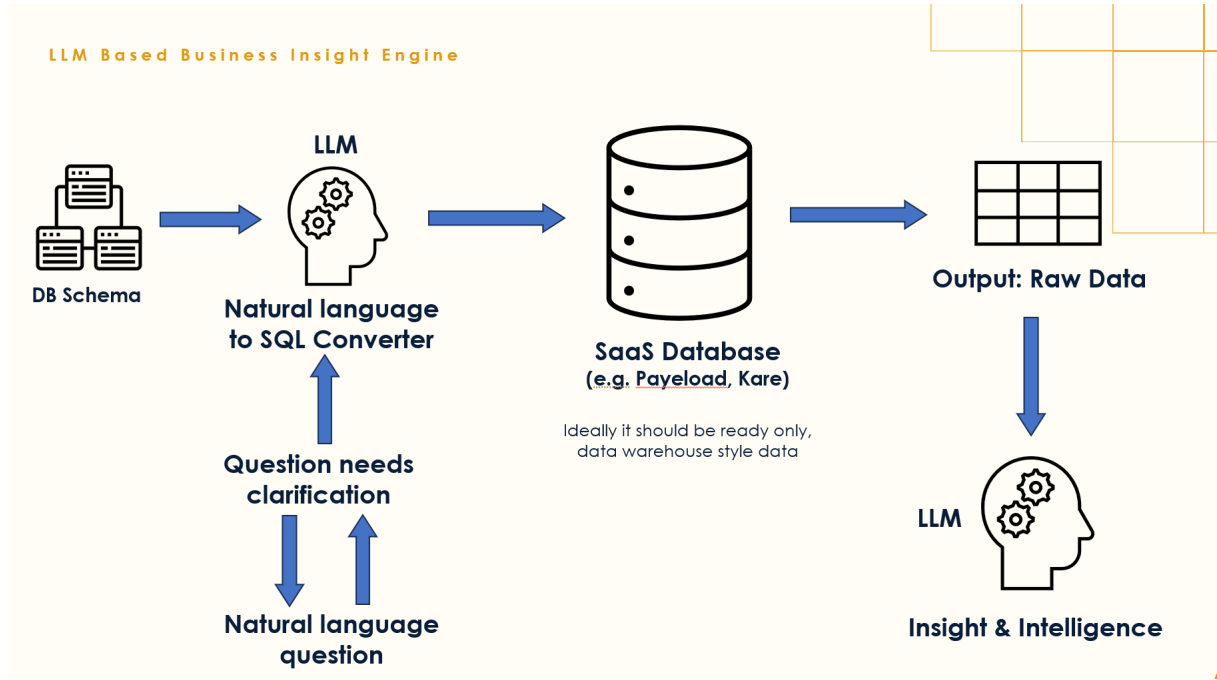 LLM Based Business Insight Engine
LLM
DB Schema
Natural language
to SQL Converter
Question needs
clarification
Natural language
question
SaaS Database
(e.g. Payeload, Kare)
Ideally it should be ready only,
data warehouse style data
Output: Raw Data
LLM
Insight & Intelligence